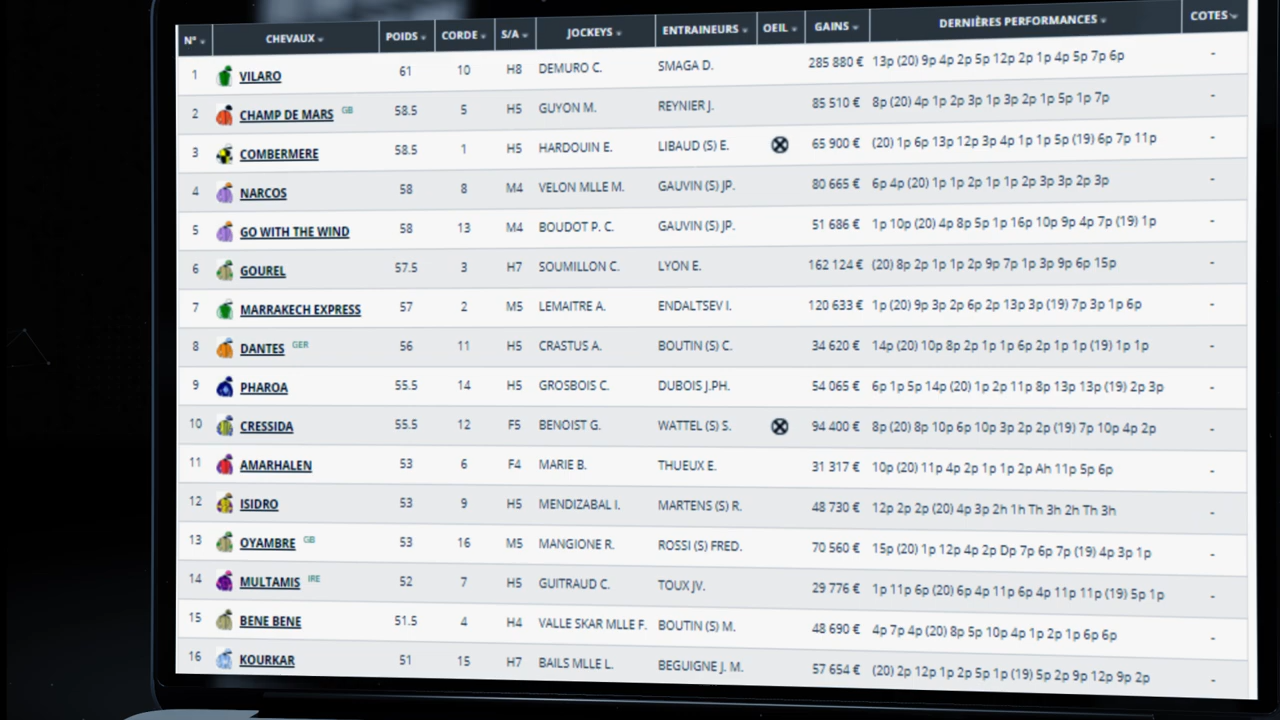 N° CHEVAUX POIDS CORDE S/A JOCKEYS ENTRAINEURS OEIL GAINS DERNIÈRES PERFORMANCES COTES
1 VILARO 61 10 H8 DEMURO C. SMAGA D. 285 880 € 13p (20) 9p 4p 2p 5p 12p 2p 1p 4p 5p 7p 6p -
2 CHAMP DE MARS GB 58.5 5 H5 GUYON M. REYNIER J. 85 510 € 8p (20) 4p 1p 2p 3p 1p 3p 2p 1p 5p 1p 7p -
3 COMBERMERE 58.5 1 H5 HARDOUIN E. LIBAUD (S) E. 65 900 € (20) 1p 6p 13p 12p 3p 4p 1p 1p 5p (19) 6p 7p 11p -
4 NARCOS 58 8 M4 VELON MLLE M. GAUVIN (S) JP. 80 665 € 6p 4p (20) 1p 1p 2p 1p 1p 2p 3p 3p 2p 3p -
5 GO WITH THE WIND 58 13 M4 BOUDOT P. C. GAUVIN (S) JP. 51 686 € 1p 10p (20) 4p 8p 5p 1p 16p 10p 9p 4p 7p (19) 1p -
6 GOUREL 57.5 3 H7 SOUMILLON C. LYON E. 162 124 € (20) 8p 2p 1p 1p 2p 9p 7p 1p 3p 9p 6p 15p -
7 MARRAKECH EXPRESS 57 2 M5 LEMAITRE A. ENDALTSEV I. 120 633 € 1p (20) 9p 3p 2p 6p 2p 13p 3p (19) 7p 3p 1p 6p -
8 DANTES GER 56 11 H5 CRASTUS A. BOUTIN (S) C. 34 620 € 14p (20) 10p 8p 2p 1p 1p 6p 2p 1p 1p (19) 1p 1p -
9 PHAROA 55.5 14 H5 GROSBOIS C. DUBOIS J.PH. 54 065 € 6p 1p 5p 14p (20) 1p 2p 11p 8p 13p 13p (19) 2p 3p -
10 CRESSIDA 55.5 12 F5 BENOIST G. WATTEL (S) S. 94 400 € 8p (20) 8p 10p 6p 10p 3p 2p 2p (19) 7p 10p 4p 2p -
11 AMARHALEN 53 6 F4 MARIE B. THUEUX E. 31 317 € 10p (20) 11p 4p 2p 1p 1p 2p Ah 11p 5p 6p -
12 ISIDRO 53 9 H5 MENDIZABAL I. MARTENS (S) R. 48 730 € 12p 2p 2p (20) 4p 3p 2h 1h Th 3h 2h Th 3h -
13 OYAMBRE GB 53 16 M5 MANGIONE R. ROSSI (S) FRED. 70 560 € 15p (20) 1p 12p 4p 2p Dp 7p 6p 7p (19) 4p 3p 1p -
14 MULTAMIS IRE 52 7 H5 GUITRAUD C. TOUX JV. 29 776 € 1p 11p 6p (20) 6p 4p 11p 6p 4p 11p 11p (19) 5p 1p -
15 BENE BENE 51.5 4 H4 VALLE SKAR MLLE F. BOUTIN (S) M. 48 690 € 4p 7p 4p (20) 8p 5p 10p 4p 1p 2p 1p 6p 6p -
16 KOURKAR 51 15 H7 BAILS MLLE L. BEGUIGNE J. M. 57 654 € (20) 2p 12p 1p 2p 5p 1p (19) 5p 2p 9p 12p 9p 2p -